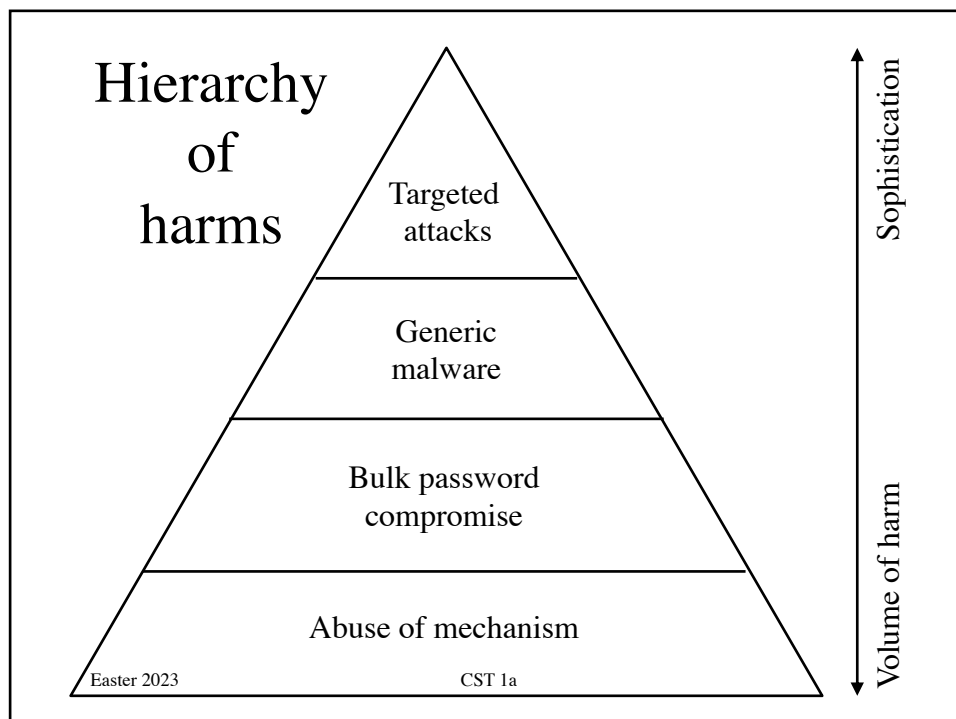 Hierarchy
of
harms
Targeted
attacks
Generic
malware
Bulk password
compromise
Abuse of mechanism
Easter 2023
CST 1a
Sophistication
Volume of harm